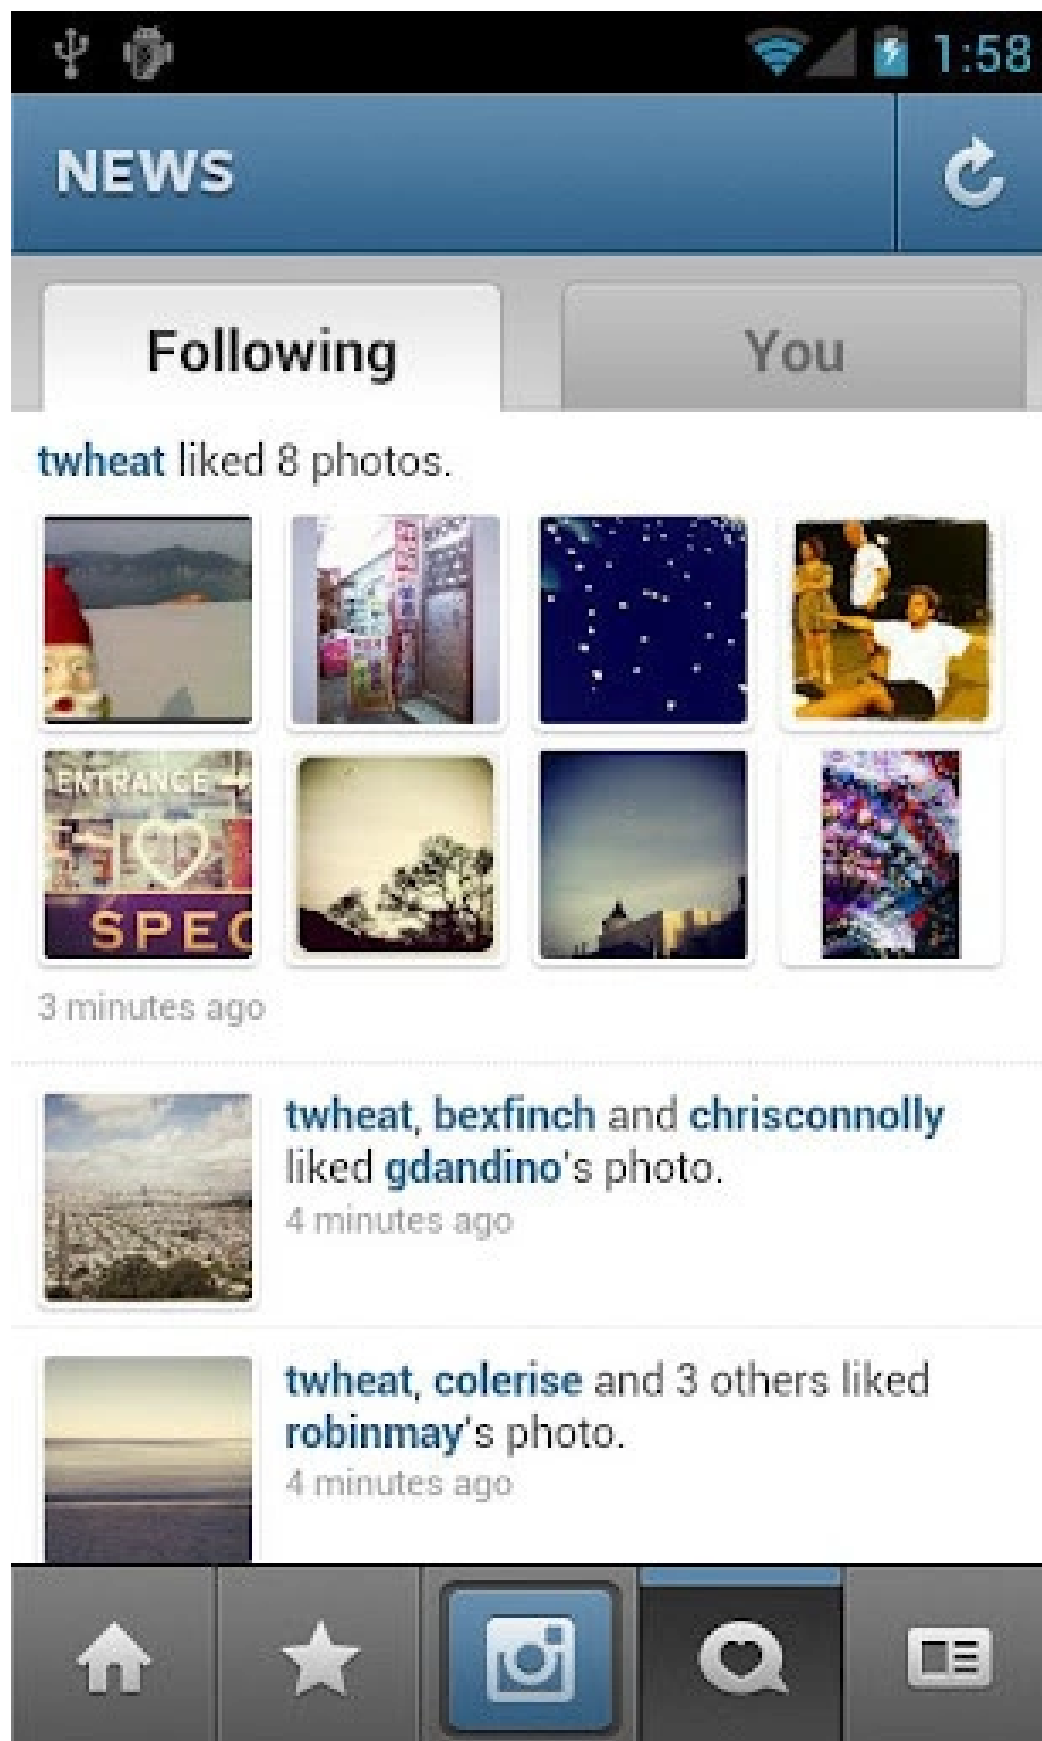 1:58
NEWS
Following
You
twheat liked 8 photos.
ENTRANCE
SPEC
3 minutes ago
twheat, bexfinch and chrisconnolly
liked gdandino's photo.
4 minutes ago
twheat, colerise and 3 others liked
robinmay's photo.
4 minutes ago